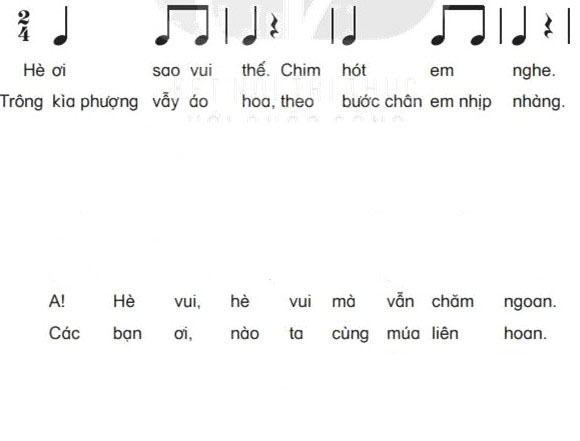 2
4
Hè ơi sao vui thế. Chim hót em nghe.
Trông kìa phượng vẫy áo hoa, theo bước chân em nhịp nhàng.
A! Hè vui, hè vui mà vẫn chăm ngoan.
Các bạn ơi, nào ta cùng múa liên hoan.